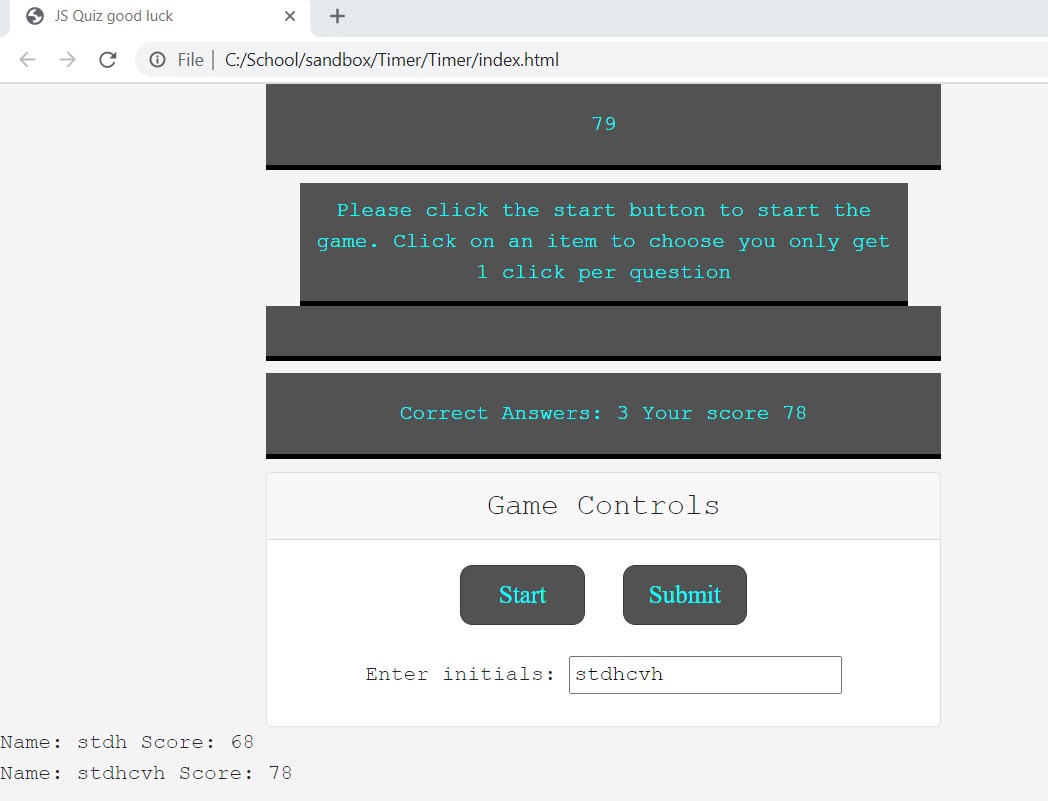 JS Quiz good luck
File | C:/School/sandbox/Timer/Timer/index.html
79
Please click the start button to start the
game. Click on an item to choose you only get
1 click per question
Correct Answers: 3 Your score 78
Game Controls
Start Submit
Enter initials: stdhcvh
Name: stdh Score: 68
Name: stdhcvh Score: 78